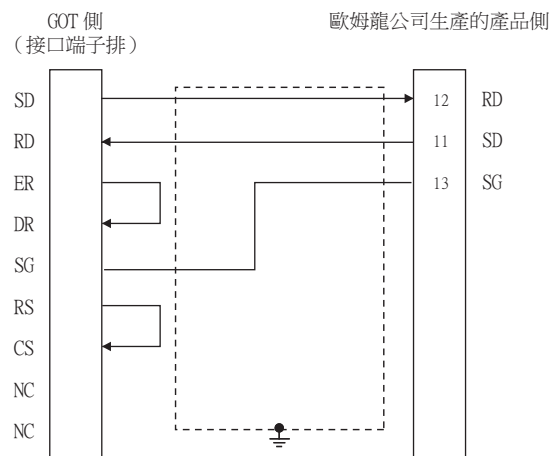 GOT 側
(接口端子排)
歐姆龍公司生產的產品側
SD 12 RD
RD 11 SD
ER 13 SG
DR
SG
RS
CS
NC
NC